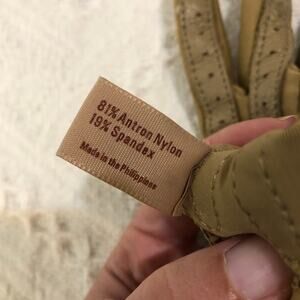 81% Antron Nylon
19% Spandex
Made in the Philippines